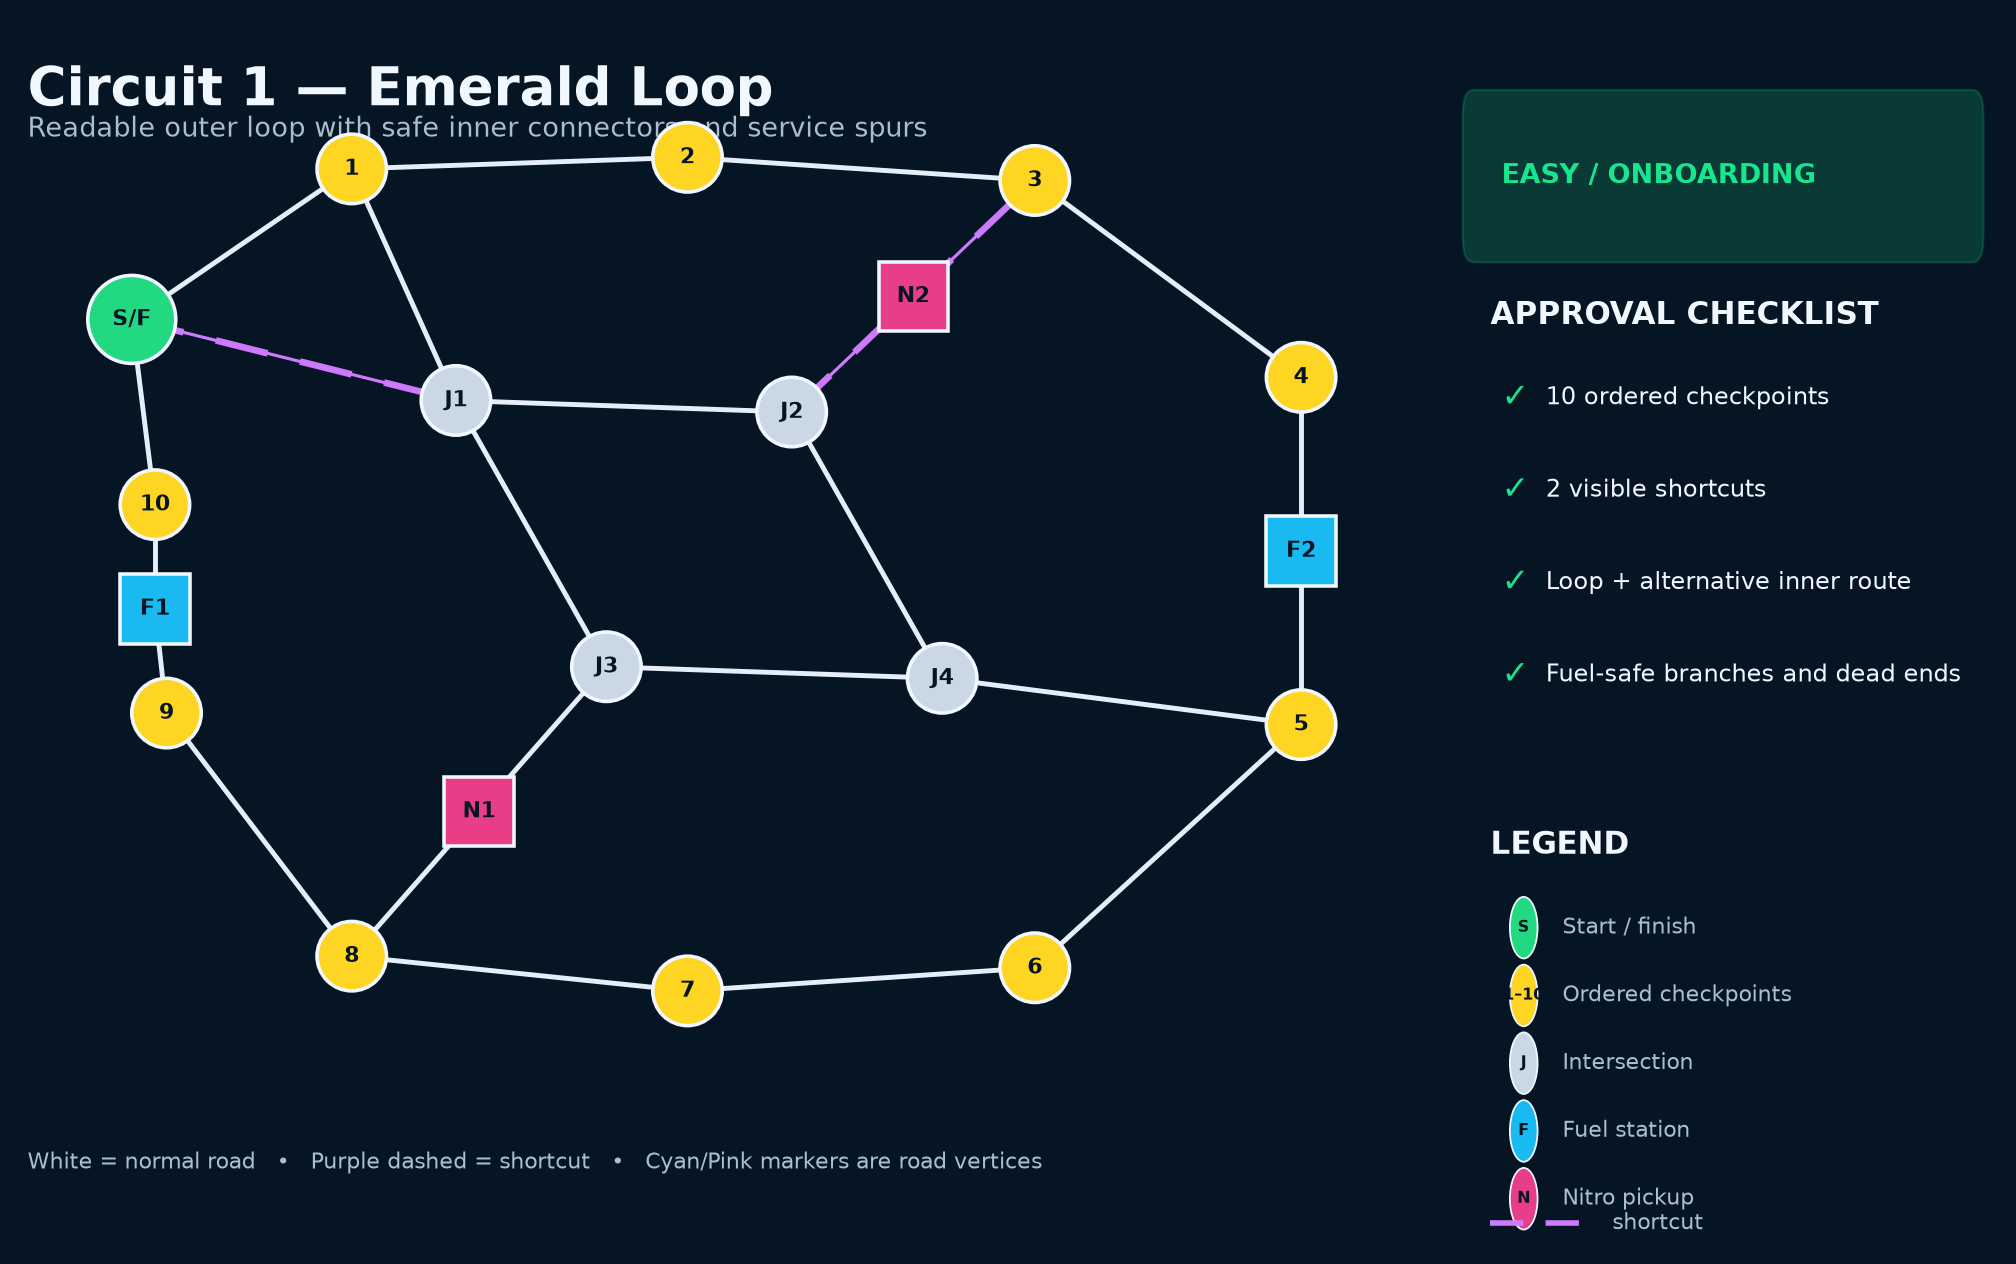 Circuit 1 — Emerald Loop
Readable outer loop with safe inner connectors and service spurs
1
2
3
S/F
N2
4
J1
J2
10
F2
F1
J3
J4
9
5
N1
8
7
6
White = normal road • Purple dashed = shortcut • Cyan/Pink markers are road vertices
EASY / ONBOARDING
APPROVAL CHECKLIST
✓ 10 ordered checkpoints
✓ 2 visible shortcuts
✓ Loop + alternative inner route
✓ Fuel-safe branches and dead ends
LEGEND
S Start / finish
1–10 Ordered checkpoints
J Intersection
F Fuel station
N Nitro pickup
shortcut